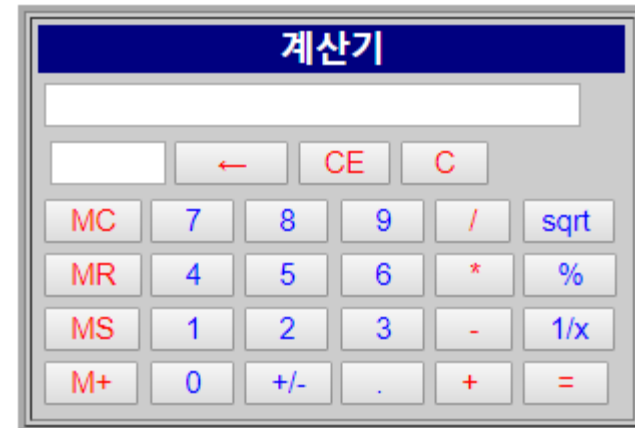 계산기
← CE C
MC 7 8 9 / sqrt
MR 4 5 6 * %
MS 1 2 3 - 1/x
M+ 0 +/- . + =